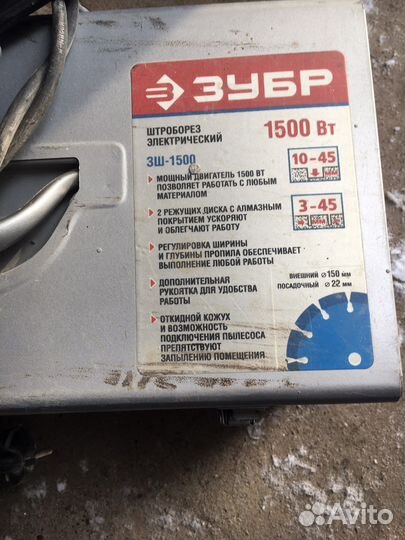 ЗУБР
ШТРОБОРЕЗ
ЭЛЕКТРИЧЕСКИЙ
1500 Вт
ЗШ-1500
МОЩНЫЙ ДВИГАТЕЛЬ 1500 ВТ
ПОЗВОЛЯЕТ РАБОТАТЬ С ЛЮБЫМ
МАТЕРИАЛОМ
10-45
мм
2 РЕЖУЩИХ ДИСКА С АЛМАЗНЫМ
ПОКРЫТИЕМ УСКОРЯЮТ
И ОБЛЕГЧАЮТ РАБОТУ
3-45
мм
РЕГУЛИРОВКА ШИРИНЫ
И ГЛУБИНЫ ПРОПИЛА ОБЕСПЕЧИВАЕТ
ВЫПОЛНЕНИЕ ЛЮБОЙ РАБОТЫ
ВНЕШНИЙ ⌀150 мм
ПОСАДОЧНЫЙ ⌀22 мм
ДОПОЛНИТЕЛЬНАЯ
РУКОЯТКА ДЛЯ УДОБСТВА
РАБОТЫ
ОТКИДНОЙ КОЖУХ
И ВОЗМОЖНОСТЬ
ПОДКЛЮЧЕНИЯ ПЫЛЕСОСА
ПРЕПЯТСТВУЮТ
ЗАПЫЛЕНИЮ ПОМЕЩЕНИЯ
Avito